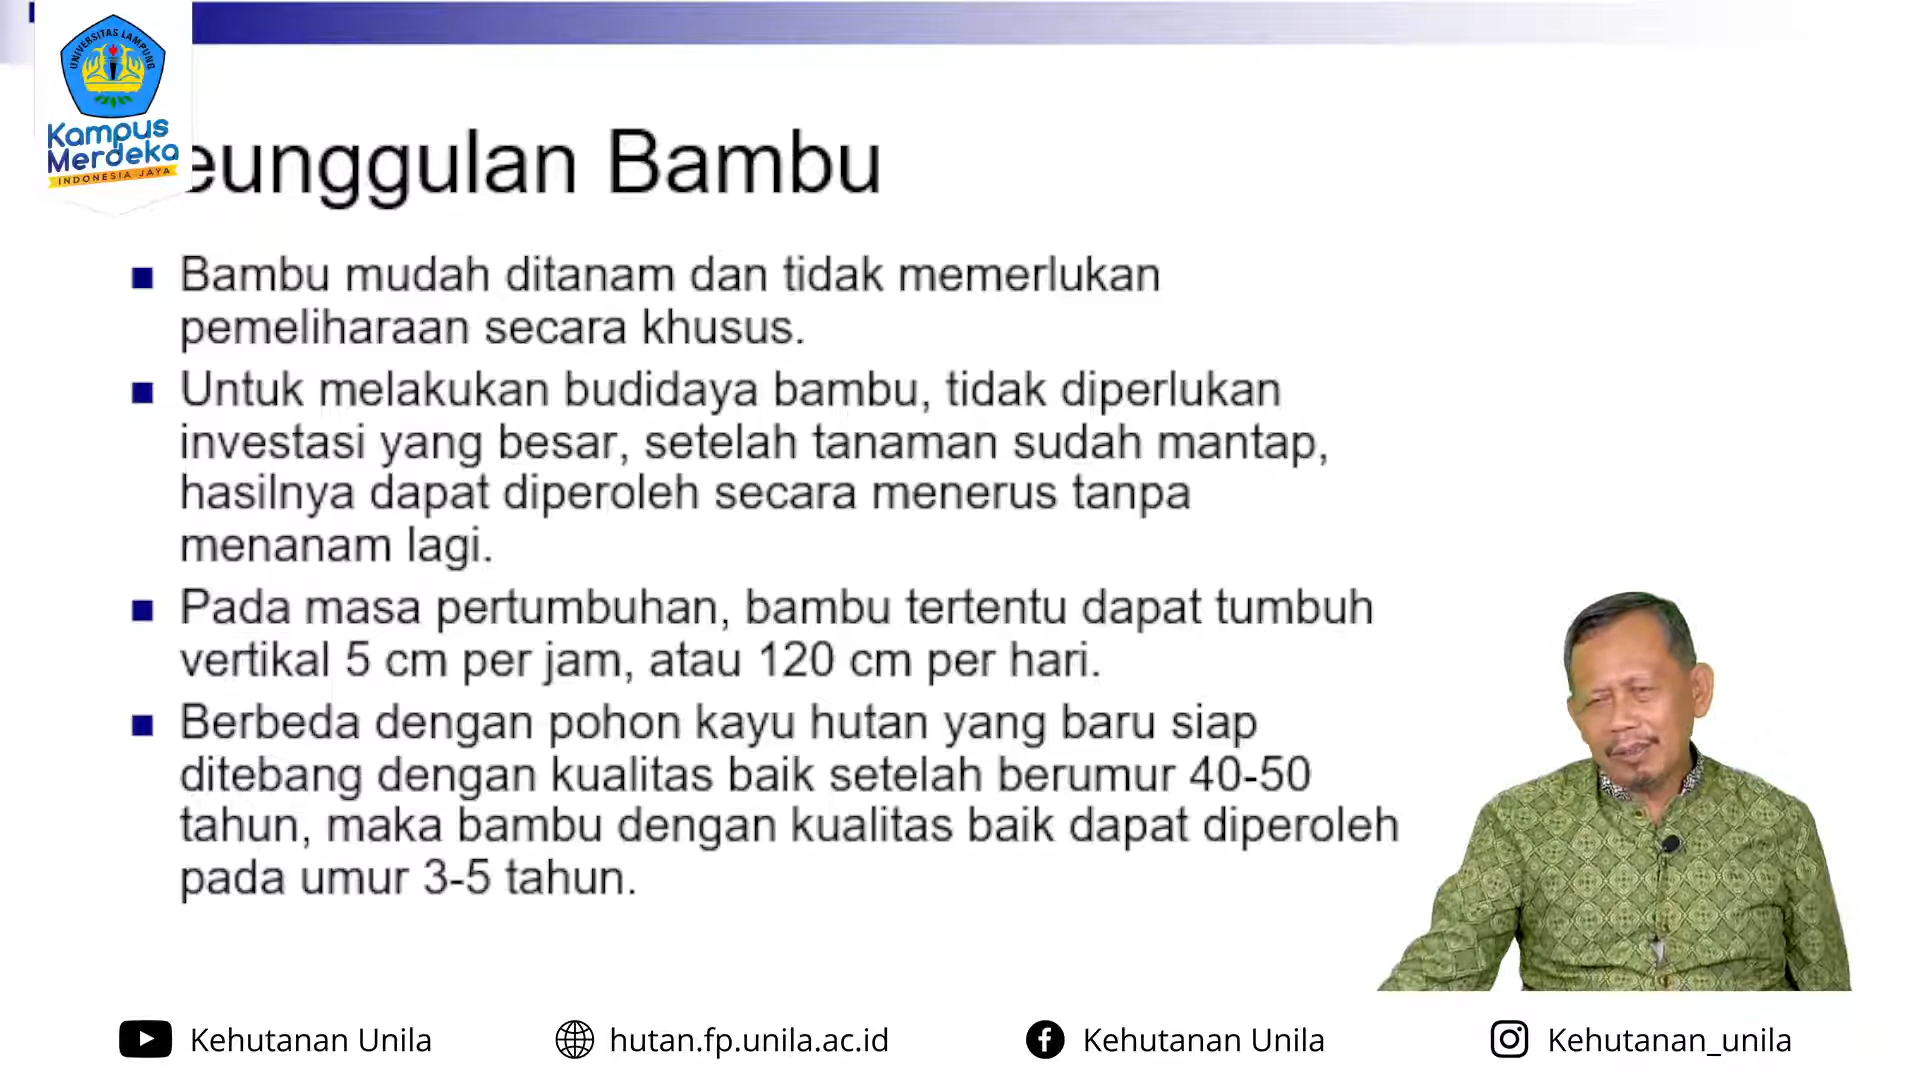 UNIVERSITAS LAMPUNG
Kampus
Merdeka
INDONESIA JAYA
eunggulan Bambu
Bambu mudah ditanam dan tidak memerlukan
pemeliharaan secara khusus.
Untuk melakukan budidaya bambu, tidak diperlukan
investasi yang besar, setelah tanaman sudah mantap,
hasilnya dapat diperoleh secara menerus tanpa
menanam lagi.
Pada masa pertumbuhan, bambu tertentu dapat tumbuh
vertikal 5 cm per jam, atau 120 cm per hari.
Berbeda dengan pohon kayu hutan yang baru siap
ditebang dengan kualitas baik setelah berumur 40-50
tahun, maka bambu dengan kualitas baik dapat diperoleh
pada umur 3-5 tahun.
Kehutanan Unila hutan.fp.unila.ac.id Kehutanan Unila Kehutanan_unila